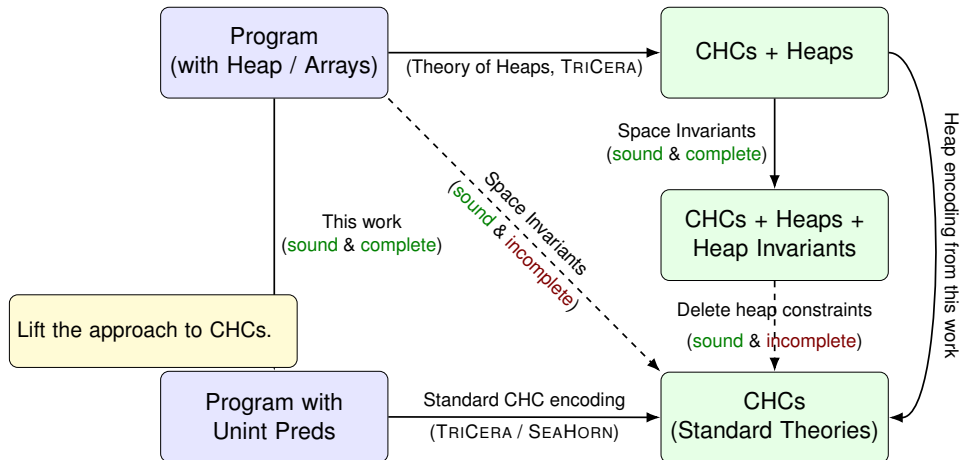 Program
(with Heap / Arrays)
(Theory of Heaps, TRICERA)
CHCs + Heaps
Space Invariants
(sound & complete)
Heap encoding from this work
This work
(sound & complete)
Space Invariants
(sound & incomplete)
CHCs + Heaps +
Heap Invariants
Lift the approach to CHCs.
Delete heap constraints
(sound & incomplete)
Program with
Unint Preds
Standard CHC encoding
(TRICERA / SEAHORN)
CHCs
(Standard Theories)